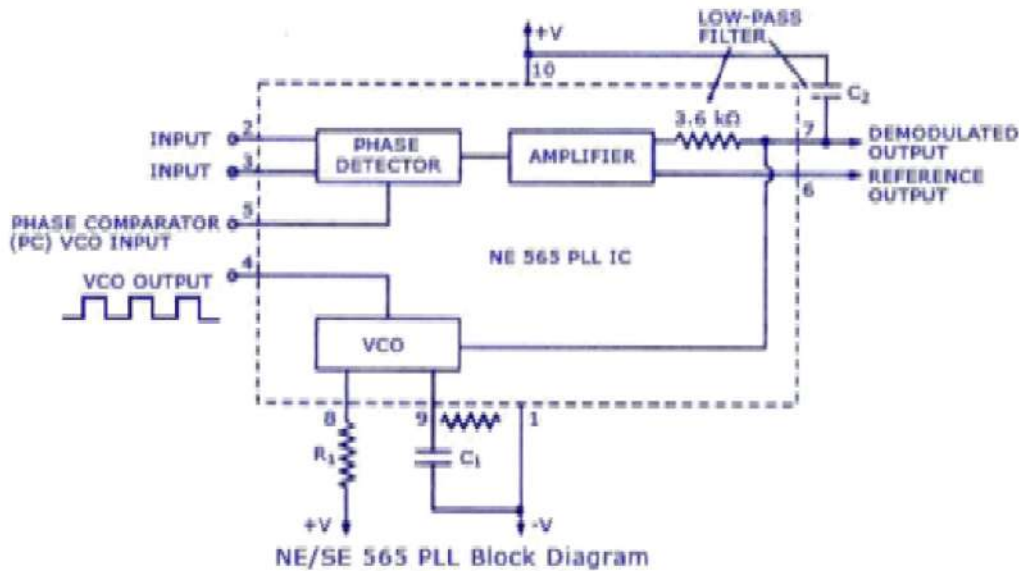 LOW-PASS
FILTER
+V
10
C2
3.6 kΩ
INPUT
2
PHASE
DETECTOR
AMPLIFIER
7
DEMODULATED
OUTPUT
INPUT
3
REFERENCE
OUTPUT
6
5
PHASE COMPARATOR
(PC) VCO INPUT
NE 565 PLL IC
4
VCO OUTPUT
VCO
8
9
1
R1
C1
+V
-V
NE/SE 565 PLL Block Diagram